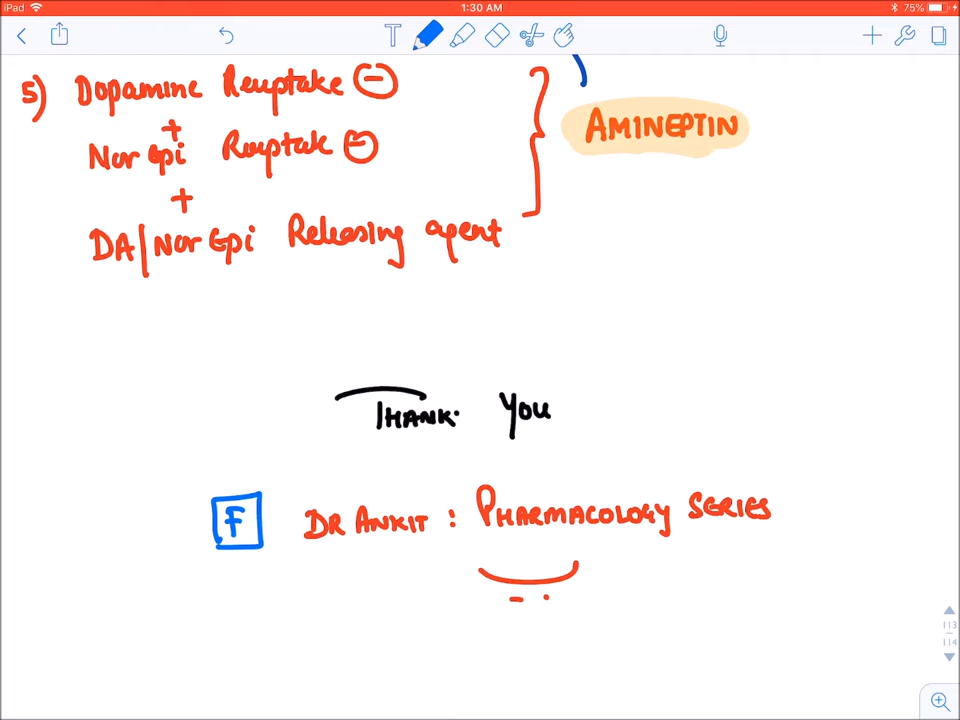 iPad 1:30 AM 75%
T
5) Dopamine Reuptake (-)
+
Nor Epi Reuptak (-)
+
DA/Nor Epi Releasing agent
AMINEPTIN
THANK YOU
F DR ANKIT : PHARMACOLOGY SERIES
113
114